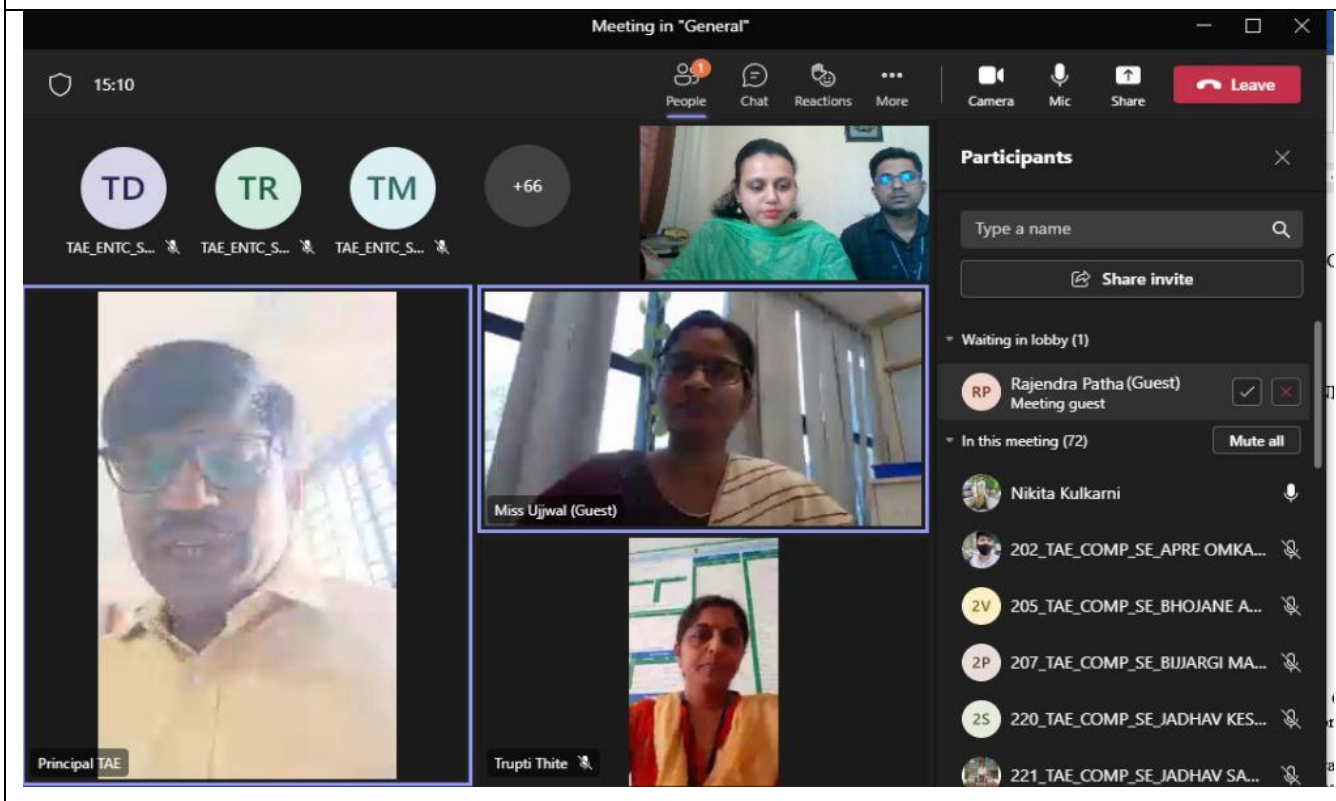 Meeting in "General"
15:10
People
Chat
Reactions
More
Camera
Mic
Share
Leave
1
TD
TR
TM
+66
TAE_ENTC_S...
TAE_ENTC_S...
TAE_ENTC_S...
Principal TAE
Miss Ujjwal (Guest)
Trupti Thite
Participants
Type a name
Share invite
Waiting in lobby (1)
RP
Rajendra Patha (Guest)
Meeting guest
In this meeting (72)
Mute all
Nikita Kulkarni
202_TAE_COMP_SE_APRE OMKA...
2V
205_TAE_COMP_SE_BHOJANE A...
2P
207_TAE_COMP_SE_BIJJARGI MA...
2S
220_TAE_COMP_SE_JADHAV KES...
221_TAE_COMP_SE_JADHAV SA...